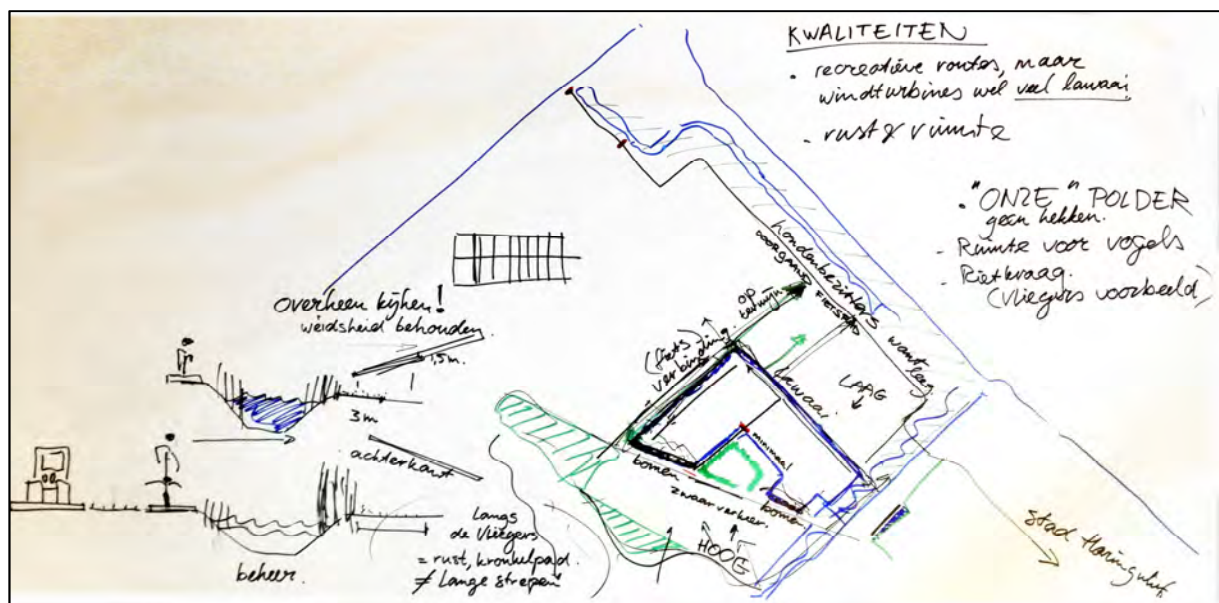 KWALITEITEN
· recreatieve routes, maar
windturbines wel veel lawaai
- rust & ruimte
· "ONZE" POLDER
geen hekken.
- Ruimte voor vogels
- Rietkraag.
(Vliegers voorbeeld)
overheen kijken!
weidsheid behouden.
1,5m.
3m
achterkant
beheer.
Langs
de Vliegers
= rust, kronkelpad.
≠ Lange strepen"
hondenbezitters
DOORGAAND
FIETSPAD
op
termijn
(fiets)
verbinding.
zwaar
LAAG
minimaal
bomen
zwaar verkeer.
bomen
HOOG
stad Haringvliet.